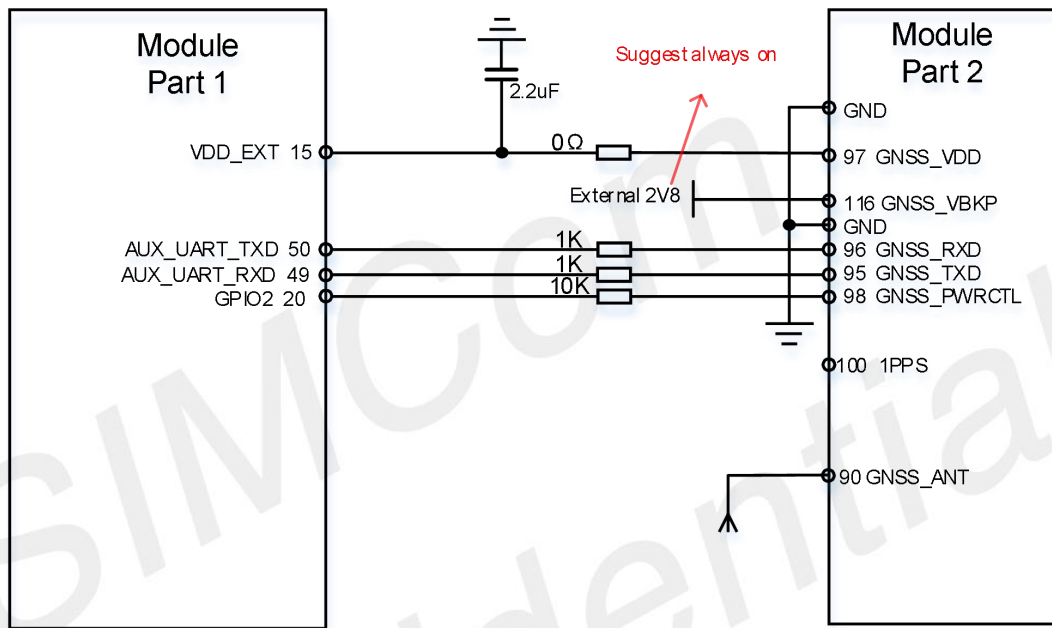 Module
Part 1
Module
Part 2
Suggest always on
2.2uF
GND
VDD_EXT 15
0Ω
97 GNSS_VDD
External 2V8
116 GNSS_VBKP
GND
AUX_UART_TXD 50
1K
96 GNSS_RXD
AUX_UART_RXD 49
1K
95 GNSS_TXD
GPIO2 20
10K
98 GNSS_PWRCTL
100 1PPS
90 GNSS_ANT
SIMCom